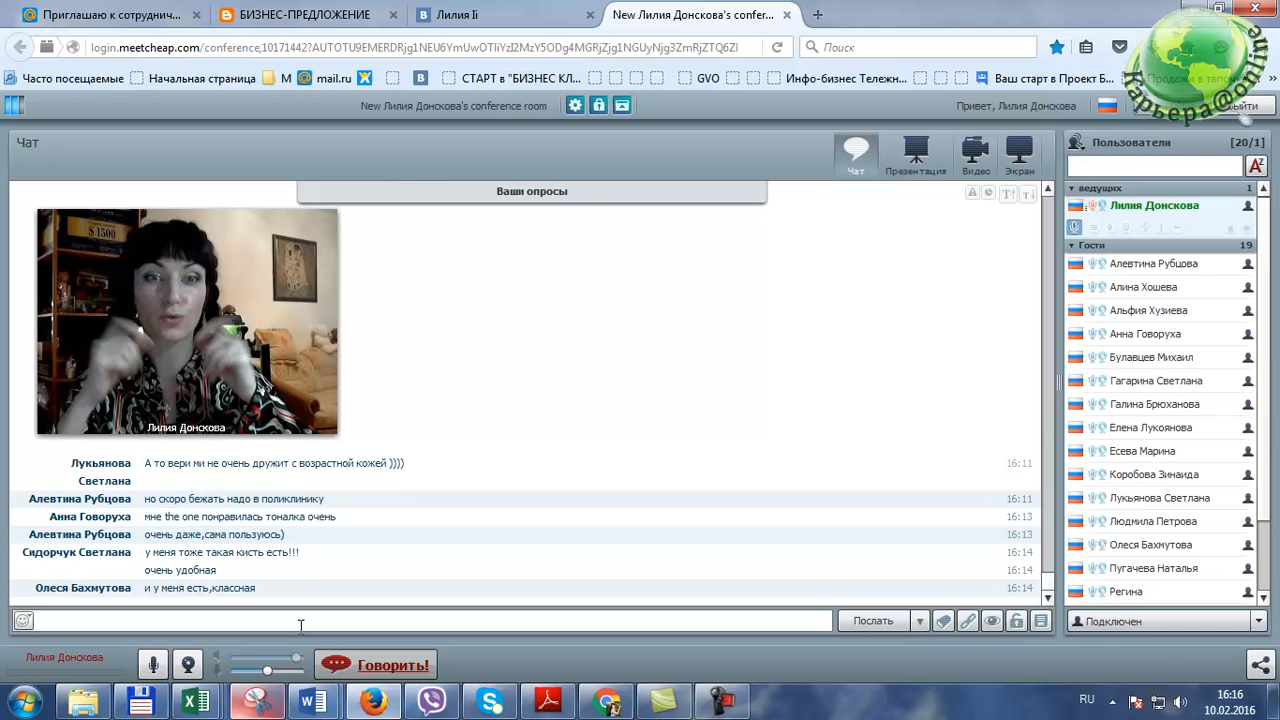 Приглашаю к сотруднич...
БИЗНЕС-ПРЕДЛОЖЕНИЕ
Лилия Ii
New Лилия Донскова's confer...
Поиск
Часто посещаемые
Начальная страница
М
mail.ru
СТАРТ в "БИЗНЕС КЛ...
GVO
Инфо-бизнес Тележн...
Ваш старт в Проект Б...
Продажи в тапочк...
Карьера@online
New Лилия Донскова's conference room
Привет, Лилия Донскова
Чат
Чат
Презентация
Видео
Экран
Пользователи
[20/1]
Ваши опросы
ведущих 1
Лилия Донскова
Гости 19
Алевтина Рубцова
Алина Хошева
Альфия Хузиева
Анна Говоруха
Булавцев Михаил
Гагарина Светлана
Галина Брюханова
Елена Лукоянова
Есева Марина
Коробова Зинаида
Лукьянова Светлана
Людмила Петрова
Олеся Бахмутова
Пугачева Наталья
Регина
$ 1500
Лилия Донскова
Лукьянова Светлана А то вери ми не очень дружит с возрастной кожей )))) 16:11
Алевтина Рубцова но скоро бежать надо в поликлинику 16:11
Анна Говоруха мне the one понравилась тоналка очень 16:13
Алевтина Рубцова очень даже,сама пользуюсь) 16:13
Сидорчук Светлана у меня тоже такая кисть есть!!! 16:14
очень удобная 16:14
Олеся Бахмутова и у меня есть,классная 16:14
Послать
Подключен
Лилия Донскова
Говорить!
RU
16:16
10.02.2016